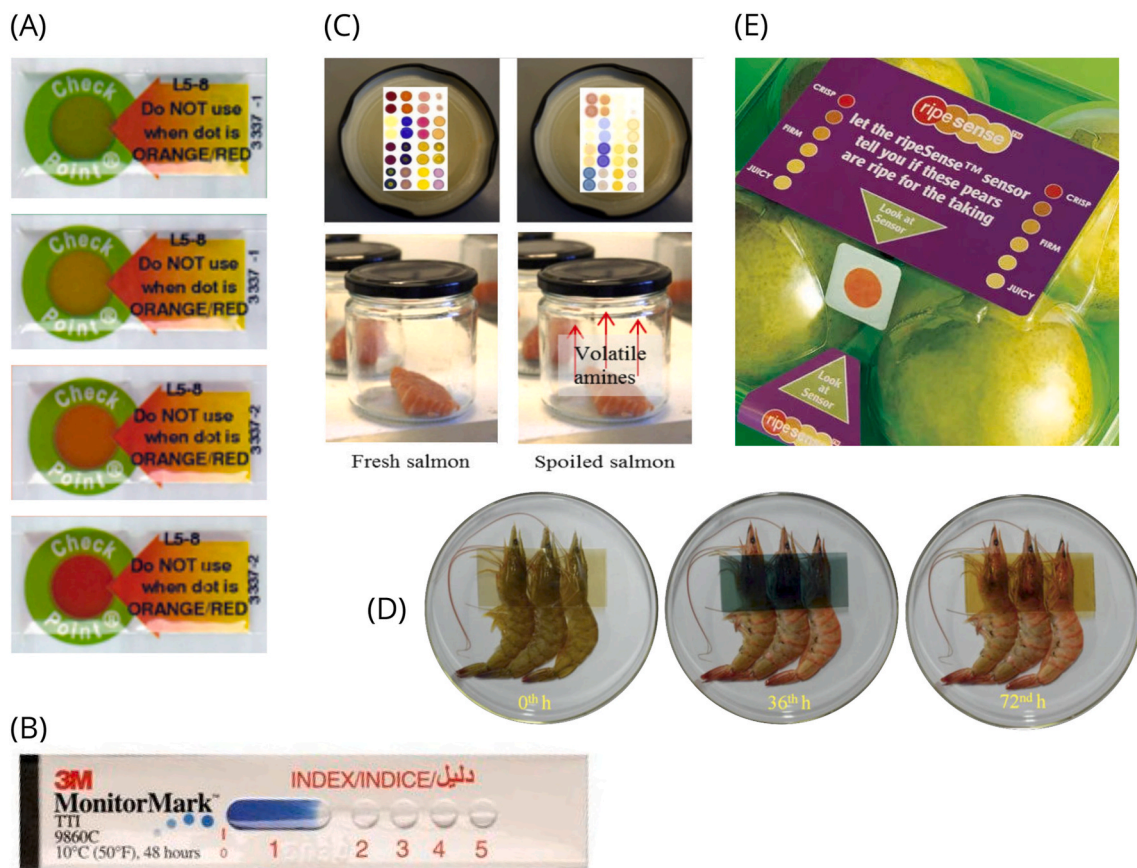 (A)
Check
Point®
L5-8
Do NOT use
when dot is
ORANGE/RED
3337 -1
Check
Point®
L5-8
Do NOT use
when dot is
ORANGE/RED
3337 -1
Check
Point®
L5-8
Do NOT use
when dot is
ORANGE/RED
3337-2
Check
Point®
L5-8
Do NOT use
when dot is
ORANGE/RED
3337-2
(B)
3M
MonitorMark™
TTI
9860C
10°C (50°F), 48 hours
INDEX/INDICE/دليل
0 1 2 3 4 5
(C)
Volatile
amines
Fresh salmon
Spoiled salmon
(D)
0th h
36th h
72nd h
(E)
ripesense™
let the ripeSense™ sensor
tell you if these pears
are ripe for the taking
CRISP
FIRM
JUICY
CRISP
FIRM
JUICY
Look at
Sensor
Look at
Sensor
ripesense